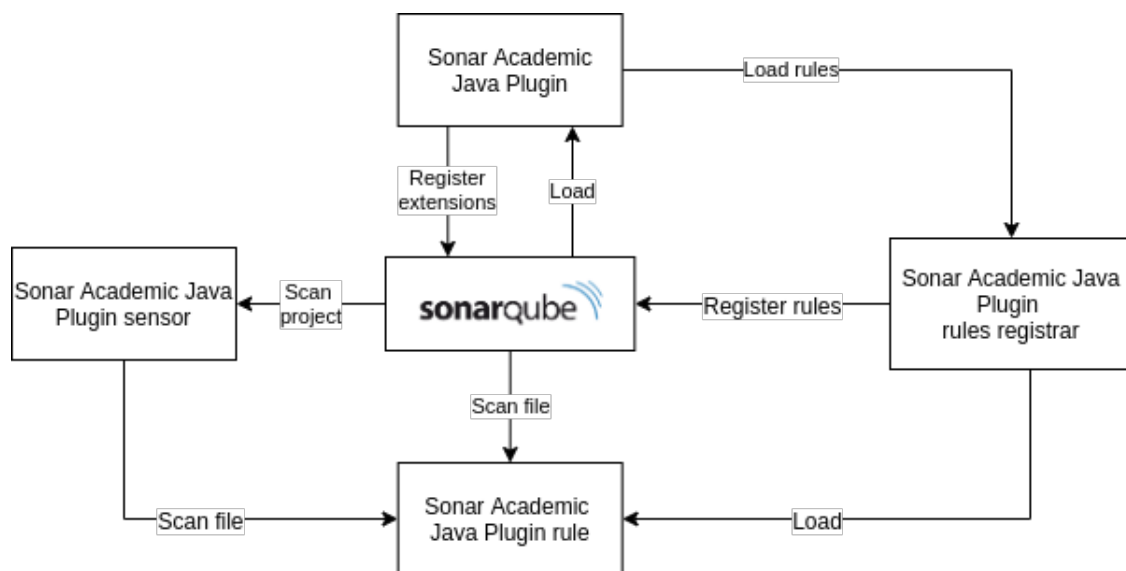 Sonar Academic
Java Plugin
Load rules
Register
extensions
Load
Sonar Academic Java
Plugin sensor
Scan
project
sonarqube
Register rules
Sonar Academic Java
Plugin
rules registrar
Scan file
Scan file
Sonar Academic
Java Plugin rule
Load